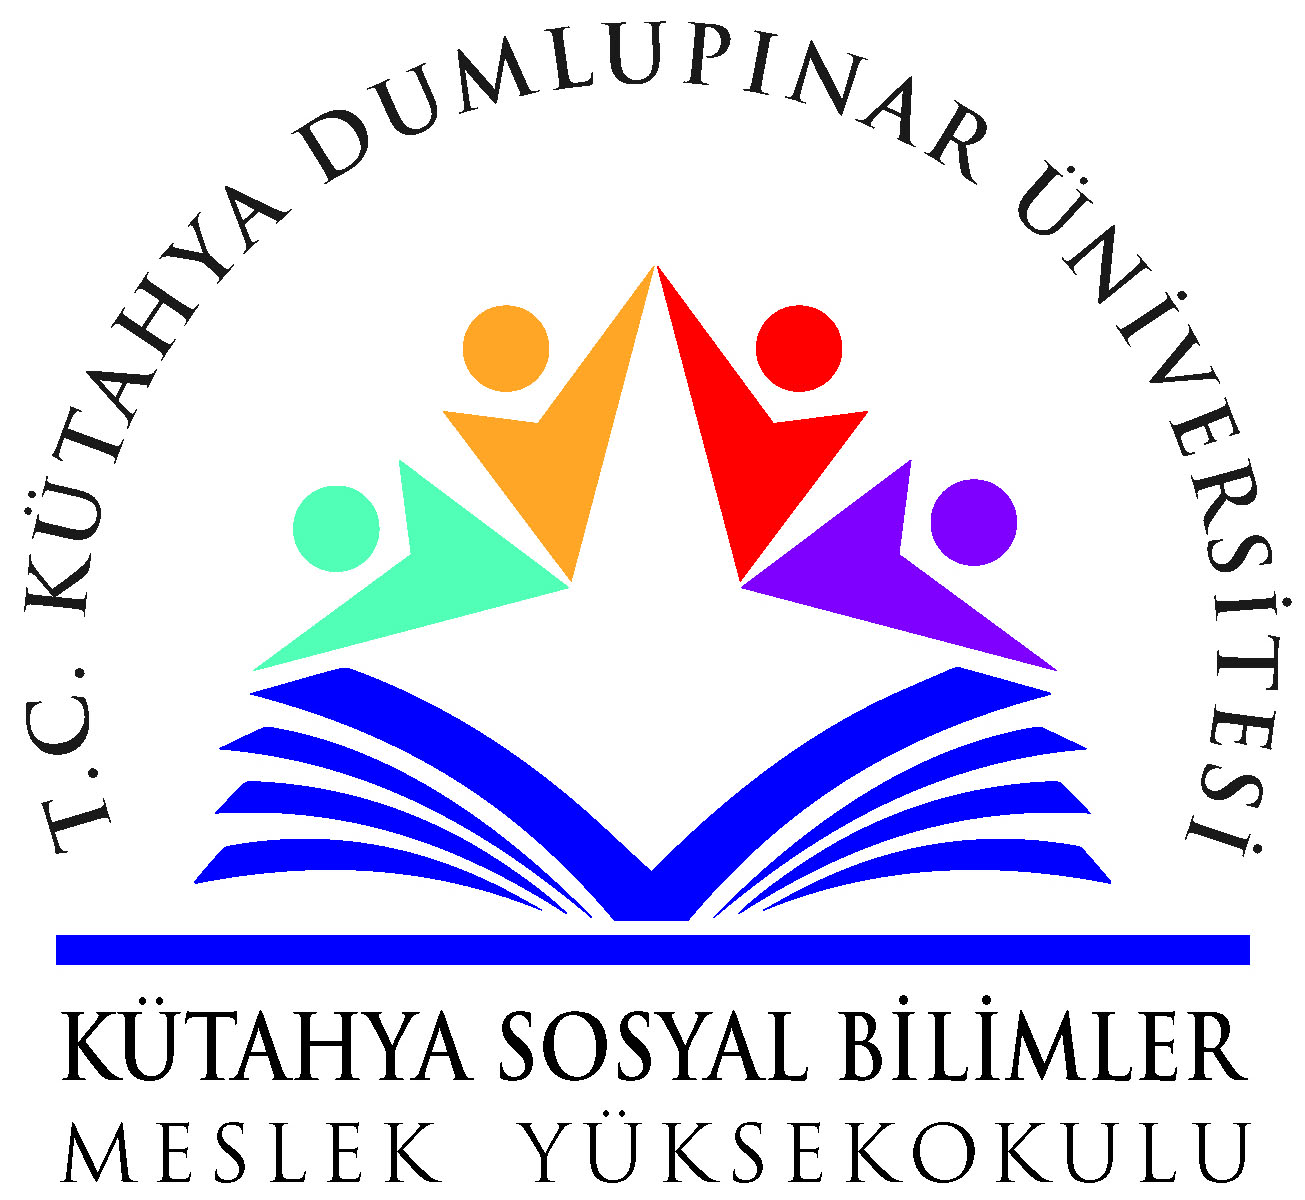 T.C. KÜTAHYA DUMLUPINAR ÜNİVERSİTESİ
KÜTAHYA SOSYAL BİLİMLER
MESLEK YÜKSEKOKULU